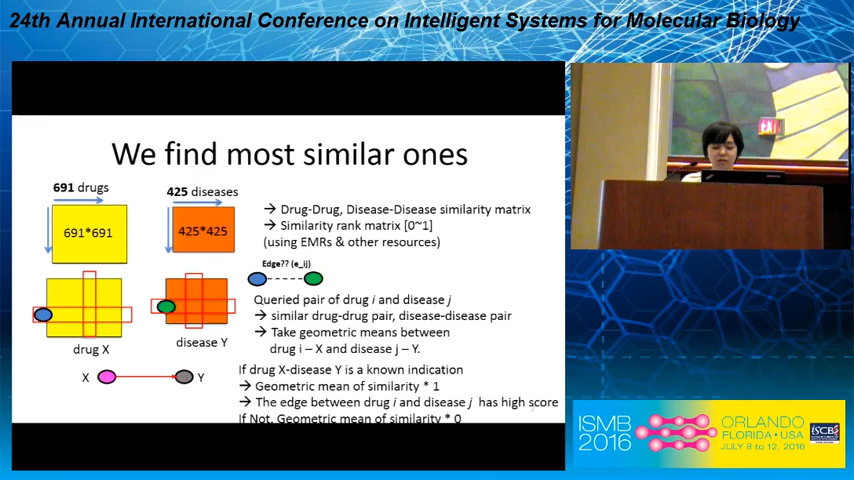 24th Annual International Conference on Intelligent Systems for Molecular Biology
We find most similar ones
691 drugs
425 diseases
691*691
425*425
→ Drug-Drug, Disease-Disease similarity matrix
→ Similarity rank matrix [0~1]
(using EMRs & other resources)
Edge?? (e_ij)
Queried pair of drug i and disease j
→ similar drug-drug pair, disease-disease pair
→ Take geometric means between
drug i – X and disease j – Y.
drug X
disease Y
X
Y
If drug X-disease Y is a known indication
→ Geometric mean of similarity * 1
→ The edge between drug i and disease j has high score
If Not, Geometric mean of similarity * 0
EXIT
ISMB
2016
ORLANDO
FLORIDA • USA
JULY 8 to 12, 2016
ISCB